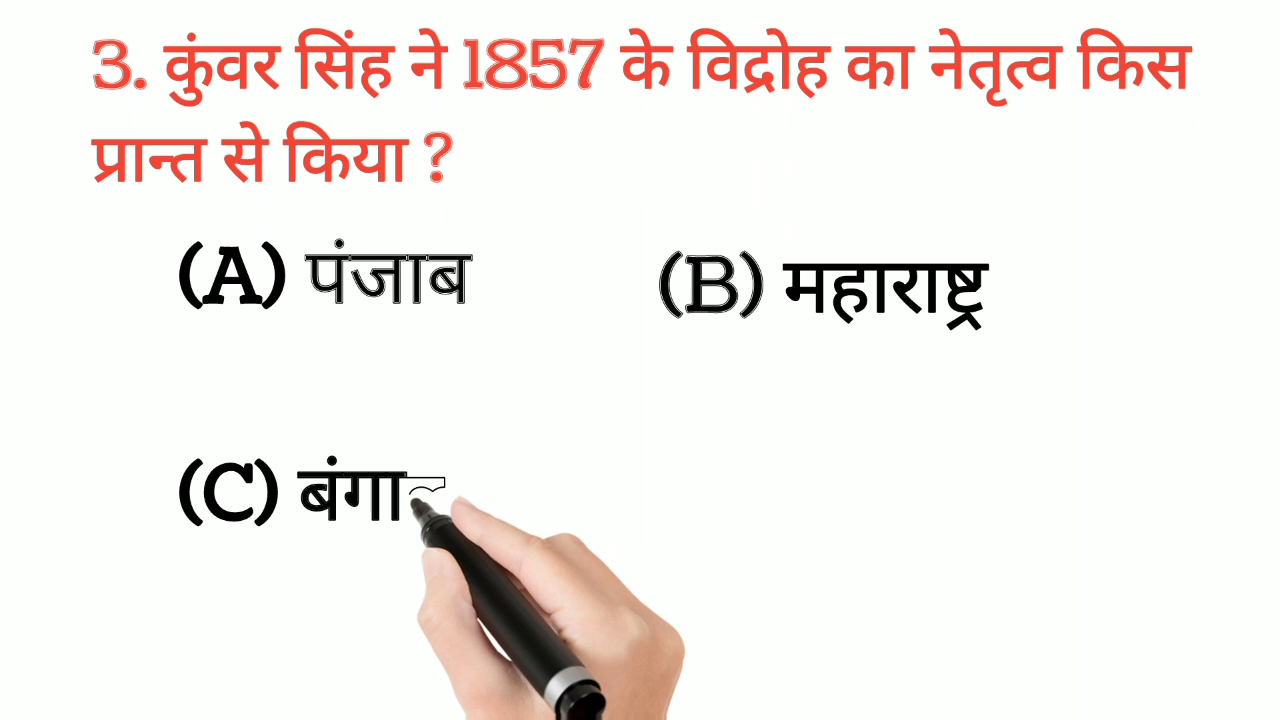 3. कुंवर सिंह ने 1857 के विद्रोह का नेतृत्व किस
प्रान्त से किया ?
(A) पंजाब (B) महाराष्ट्र
(C) बंगा